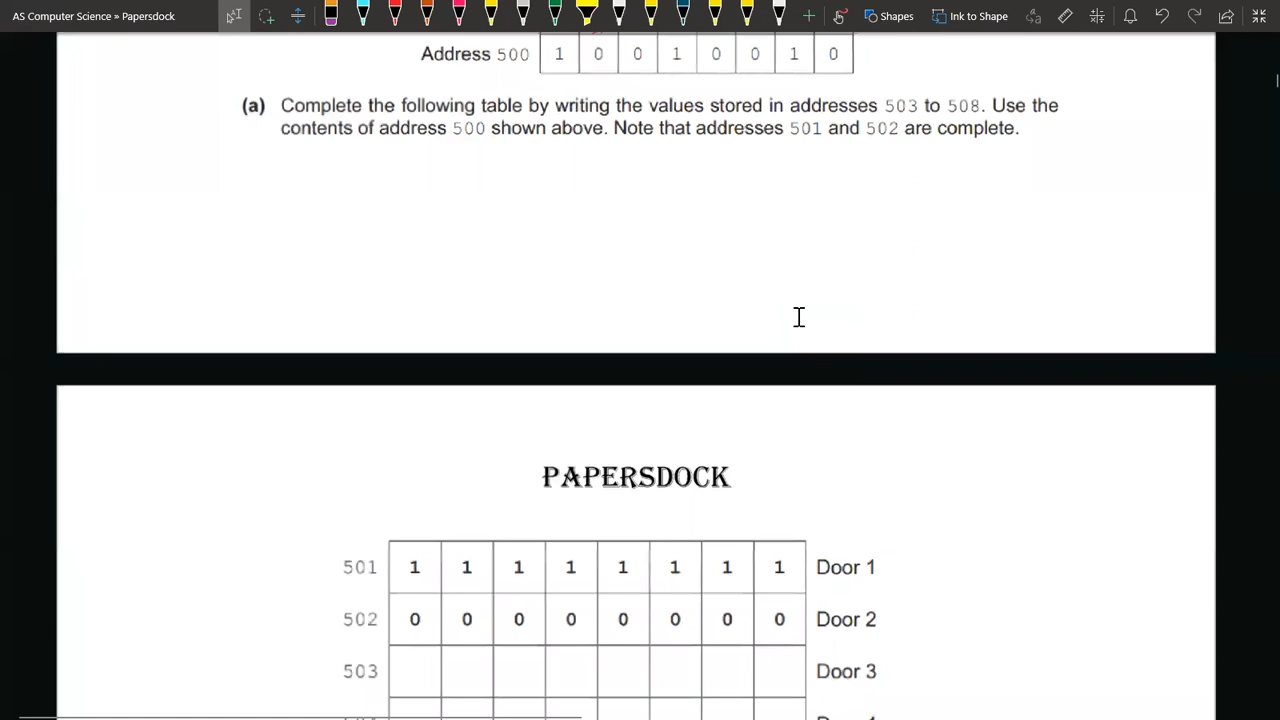 AS Computer Science » Papersdock
Shapes
Ink to Shape
Address 500 1 0 0 1 0 0 1 0
(a) Complete the following table by writing the values stored in addresses 503 to 508. Use the
contents of address 500 shown above. Note that addresses 501 and 502 are complete.
PAPERSDOCK
501 1 1 1 1 1 1 1 1 Door 1
502 0 0 0 0 0 0 0 0 Door 2
503 Door 3